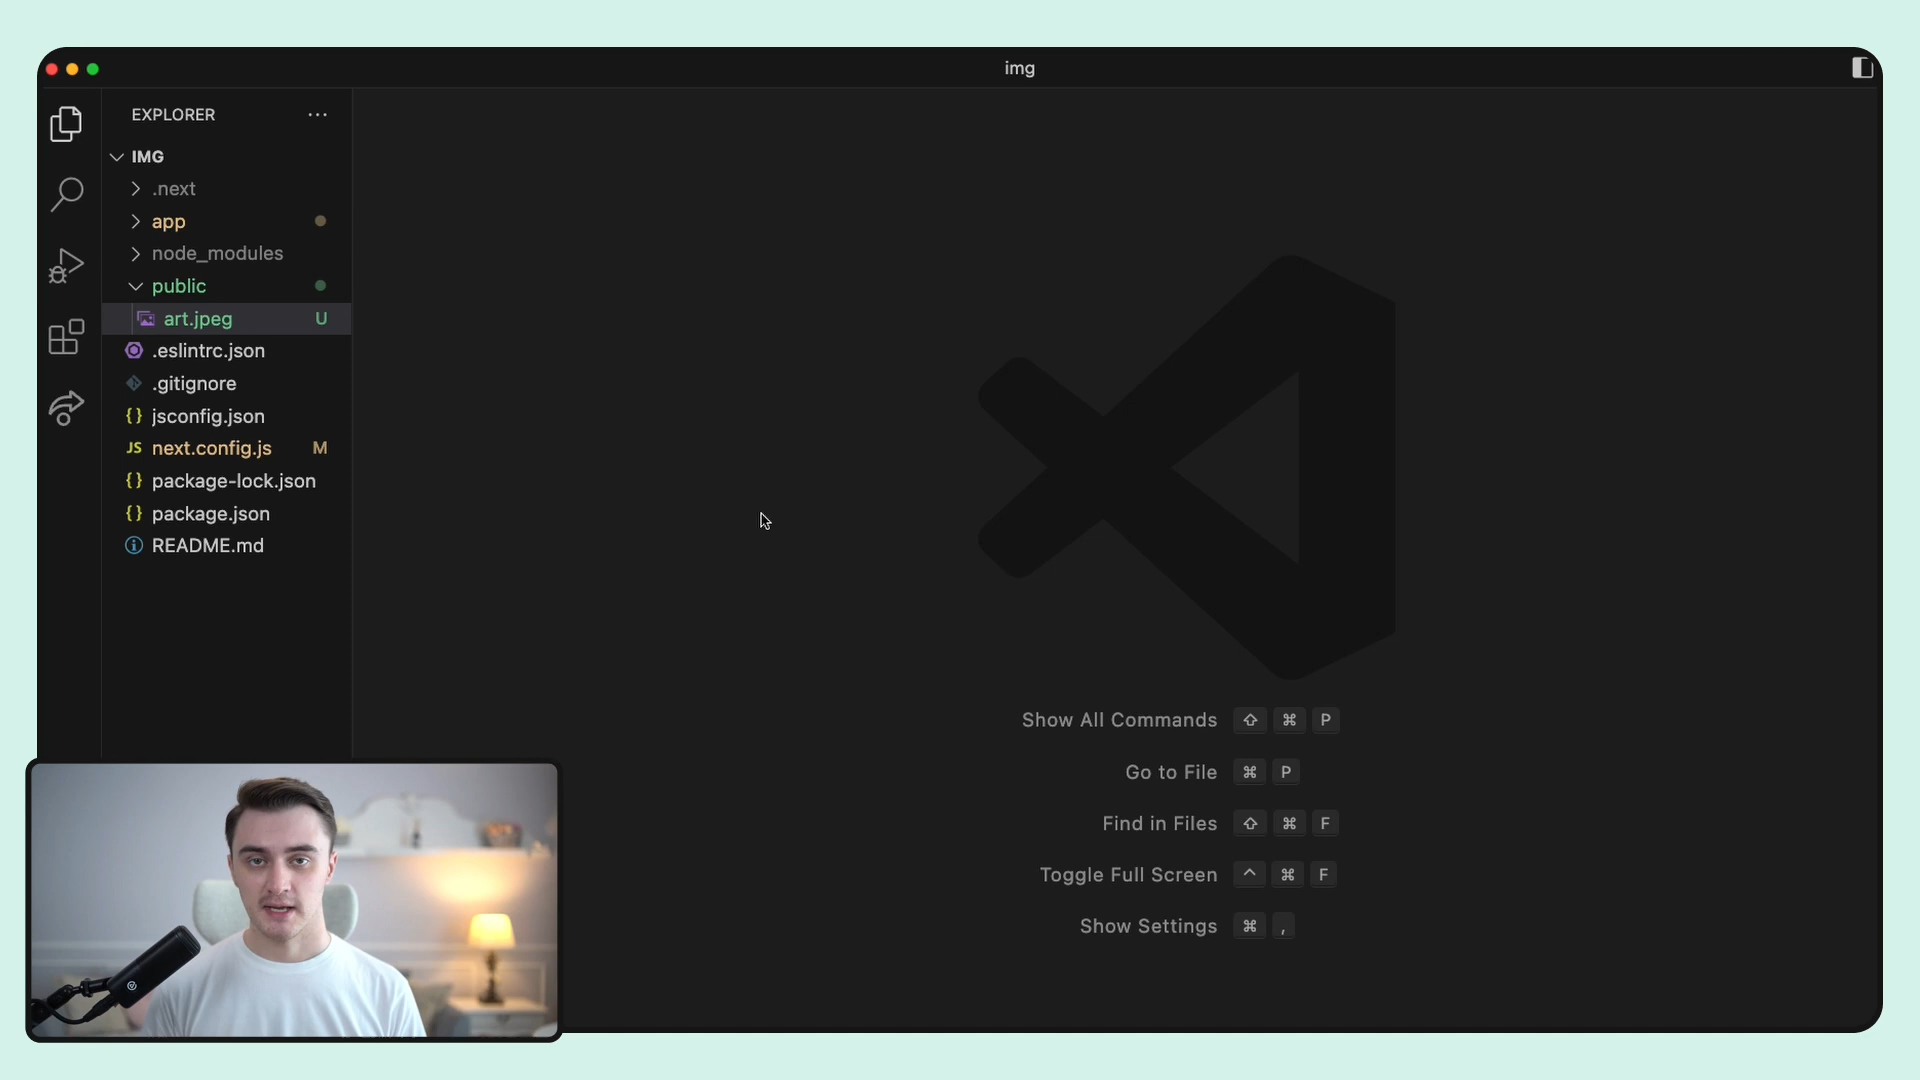 img
EXPLORER
IMG
.next
app
node_modules
public
art.jpeg U
.eslintrc.json
.gitignore
{} jsconfig.json
JS next.config.js M
{} package-lock.json
{} package.json
README.md
Show All Commands ⇧ ⌘ P
Go to File ⌘ P
Find in Files ⇧ ⌘ F
Toggle Full Screen ^ ⌘ F
Show Settings ⌘ ,